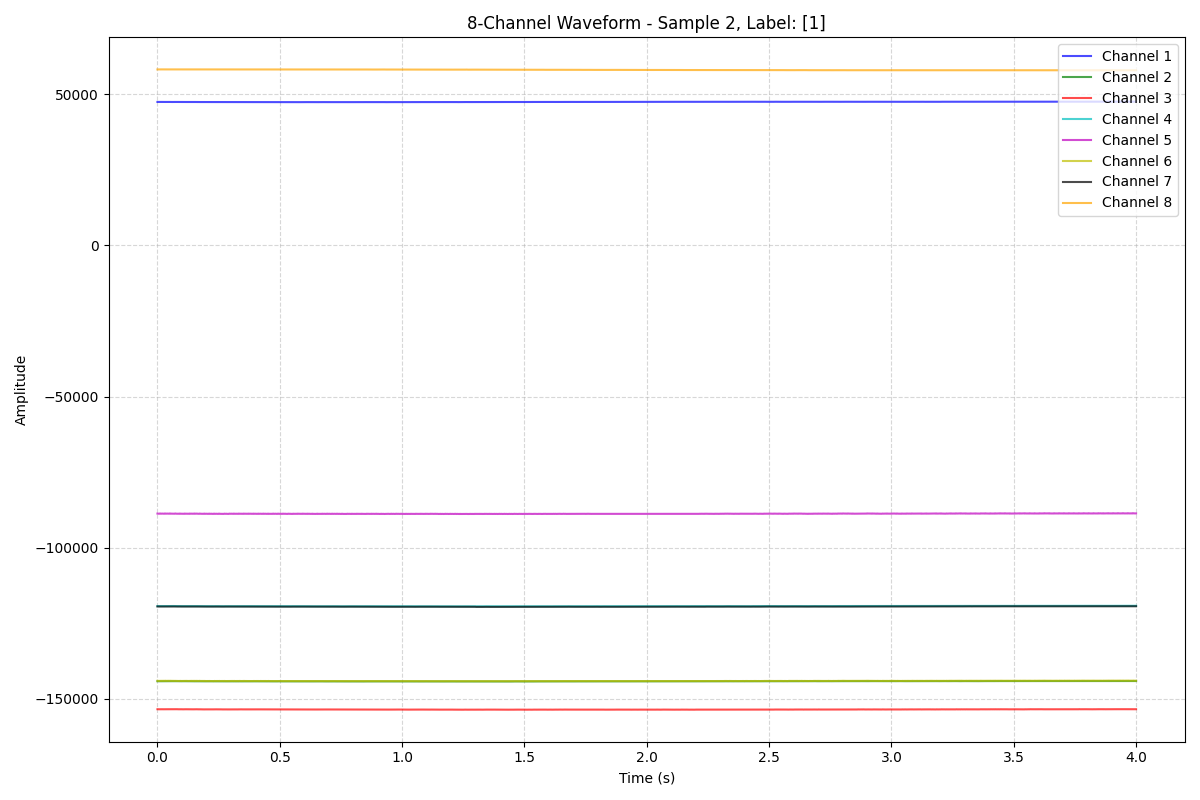 8-Channel Waveform - Sample 2, Label: [1]
Channel 1
Channel 2
Channel 3
Channel 4
Channel 5
Channel 6
Channel 7
Channel 8
50000
0
−50000
−100000
−150000
Amplitude
0.0 0.5 1.0 1.5 2.0 2.5 3.0 3.5 4.0
Time (s)